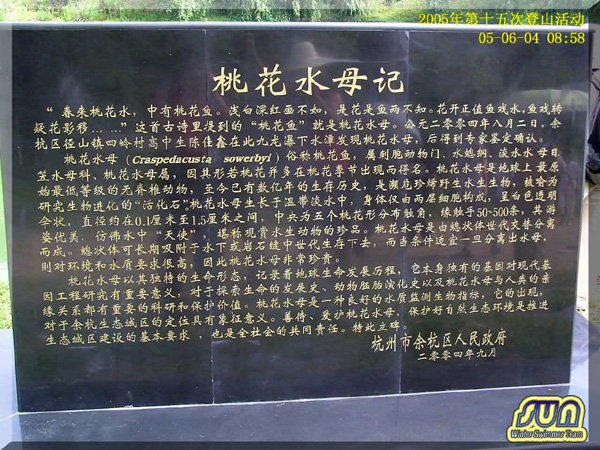 2005年第十五次登山活动
05-06-04 08:58
桃花水母记
“春来桃花水，中有桃花鱼。浅白深红画不如，是花是鱼两不知。花开正值鱼戏水，鱼戏转
疑花影移……”这首古诗里提到的“桃花鱼”就是桃花水母。公元二零零四年八月二日，余
杭区径山镇四岭村高中生陈佳鑫在此九龙瀑下水潭发现桃花水母，后得到专家鉴定确认。
桃花水母（Craspedacusta sowerbyi）俗称桃花鱼，属刺胞动物门、水螅纲、淡水水母目
笠水母科、桃花水母属，因其形若桃花并多在桃花季节出现而得名。桃花水母是地球上最原
始最低等级的无脊椎动物，至今已有数亿年的生存历史，是濒危珍稀野生水生生物，被喻为
研究生物进化的“活化石”。桃花水母生长于温带淡水中，身体仅由两层细胞构成，呈白色透明
伞状，直径约在0.1厘米至1.5厘米之间，中央为五个桃花形分布触角，缘触手50-500条，其游
姿优美，仿佛水中“天使”，堪称观赏水生动物的珍品。桃花水母是由螅状体世代交替分离
而成。螅状体可长期吸附于水下或岩石缝中世代生存下去，而当条件适宜一旦分离出水母，
则对环境和水质要求很高，因此桃花水母非常珍贵。
桃花水母以其独特的生命形态，记录着地球生命发展历程，它本身独有的基因对现代基
因工程研究有重要意义，对于探索生命的发展史、动物胚胎演化史以及桃花水母与人类的亲
缘关系都有重要的科研和保护价值。桃花水母是一种良好的水质监测生物指标，它的出现，
对于余杭生态城区的定位具有象征意义。善待、爱护桃花水母，保护好自然生态环境是推进
生态城区建设的基本要求，也是全社会的共同责任。特此立碑。
杭州市余杭区人民政府
二零零四年九月
SUN
Winter Swimmer Team